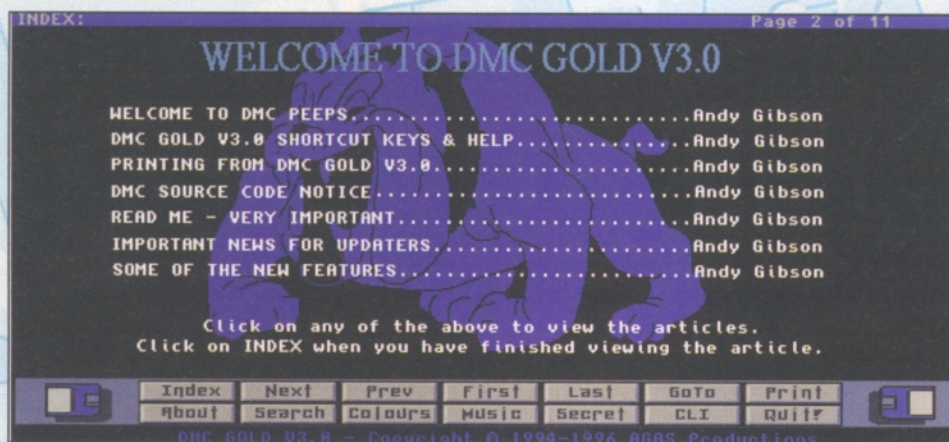 INDEX: Page 2 of 11
WELCOME TO DMC GOLD V3.0
WELCOME TO DMC PEEPS...............................Andy Gibson
DMC GOLD V3.0 SHORTCUT KEYS & HELP................Andy Gibson
PRINTING FROM DMC GOLD V3.0.......................Andy Gibson
DMC SOURCE CODE NOTICE.............................Andy Gibson
READ ME - VERY IMPORTANT...........................Andy Gibson
IMPORTANT NEWS FOR UPDATERS.......................Andy Gibson
SOME OF THE NEW FEATURES...........................Andy Gibson
Click on any of the above to view the articles.
Click on INDEX when you have finished viewing the article.
Index Next Prev First Last GoTo Print
About Search Colours Music Secret CLI Quit!
DMC GOLD V3.0 - Copyright © 1994-1996 AGAS Productions